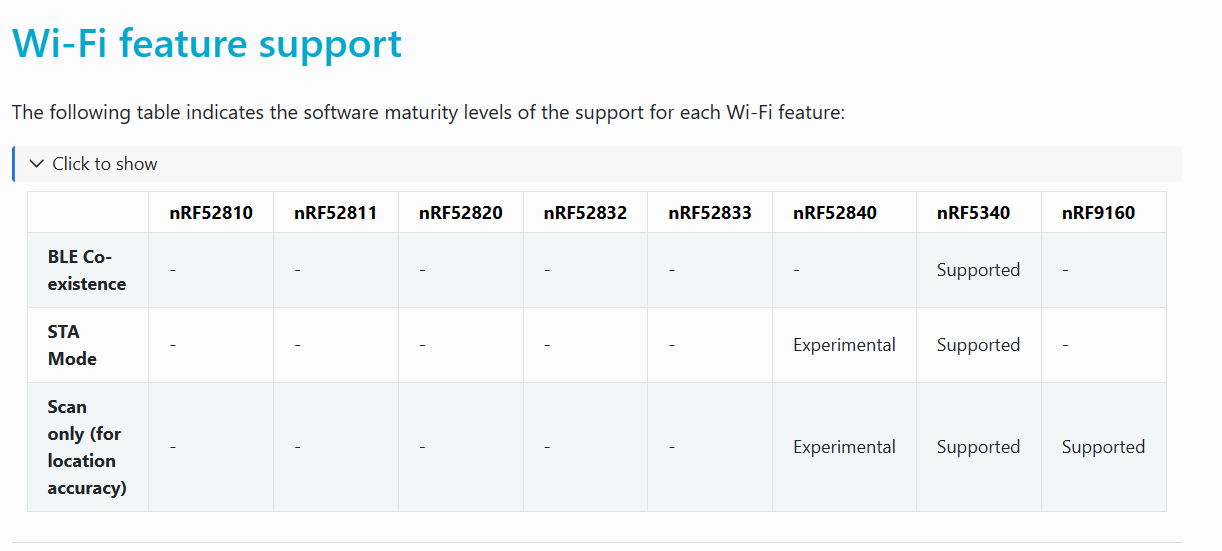 Wi-Fi feature support
The following table indicates the software maturity levels of the support for each Wi-Fi feature:
Click to show
nRF52810 nRF52811 nRF52820 nRF52832 nRF52833 nRF52840 nRF5340 nRF9160
BLE Co-
existence - - - - - - Supported -
STA
Mode - - - - - Experimental Supported -
Scan
only (for
location
accuracy) - - - - - Experimental Supported Supported